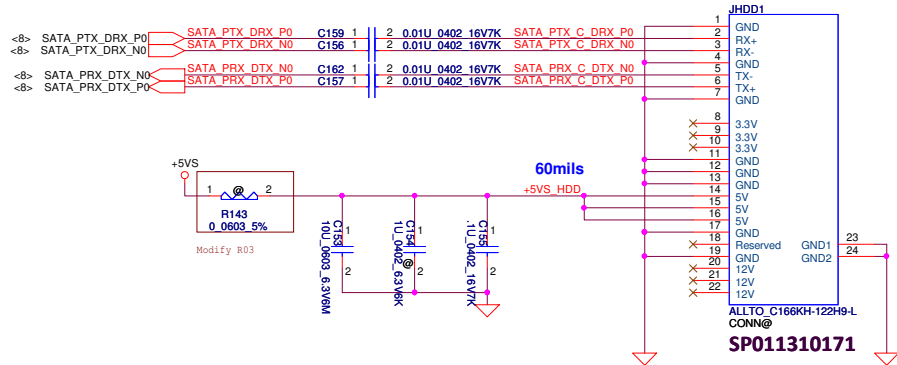 JHDD1
<8> SATA_PTX_DRX_P0 SATA_PTX_DRX_P0 C159 1 2 0.01U_0402_16V7K SATA_PTX_C_DRX_P0
<8> SATA_PTX_DRX_N0 SATA_PTX_DRX_N0 C156 1 2 0.01U_0402_16V7K SATA_PTX_C_DRX_N0
<8> SATA_PRX_DTX_N0 SATA_PRX_DTX_N0 C162 1 2 0.01U_0402_16V7K SATA_PRX_C_DTX_N0
<8> SATA_PRX_DTX_P0 SATA_PRX_DTX_P0 C157 1 2 0.01U_0402_16V7K SATA_PRX_C_DTX_P0
1 GND
2 RX+
3 RX-
4 GND
5 TX-
6 TX+
7 GND
8 3.3V
9 3.3V
10 3.3V
11 GND
12 GND
13 GND
14 5V
15 5V
16 5V
17 GND
18 Reserved
19 GND
20 12V
21 12V
22 12V
GND1 23
GND2 24
+5VS
1 @ 2
R143
0_0603_5%
Modify R03
60mils
+5VS_HDD
C153 1 2
10U_0603_6.3V6M
C154 1 2
1U_0402_6.3V6K
@
C155 1 2
.1U_0402_16V7K
ALLTO_C166KH-122H9-L
CONN@
SP011310171